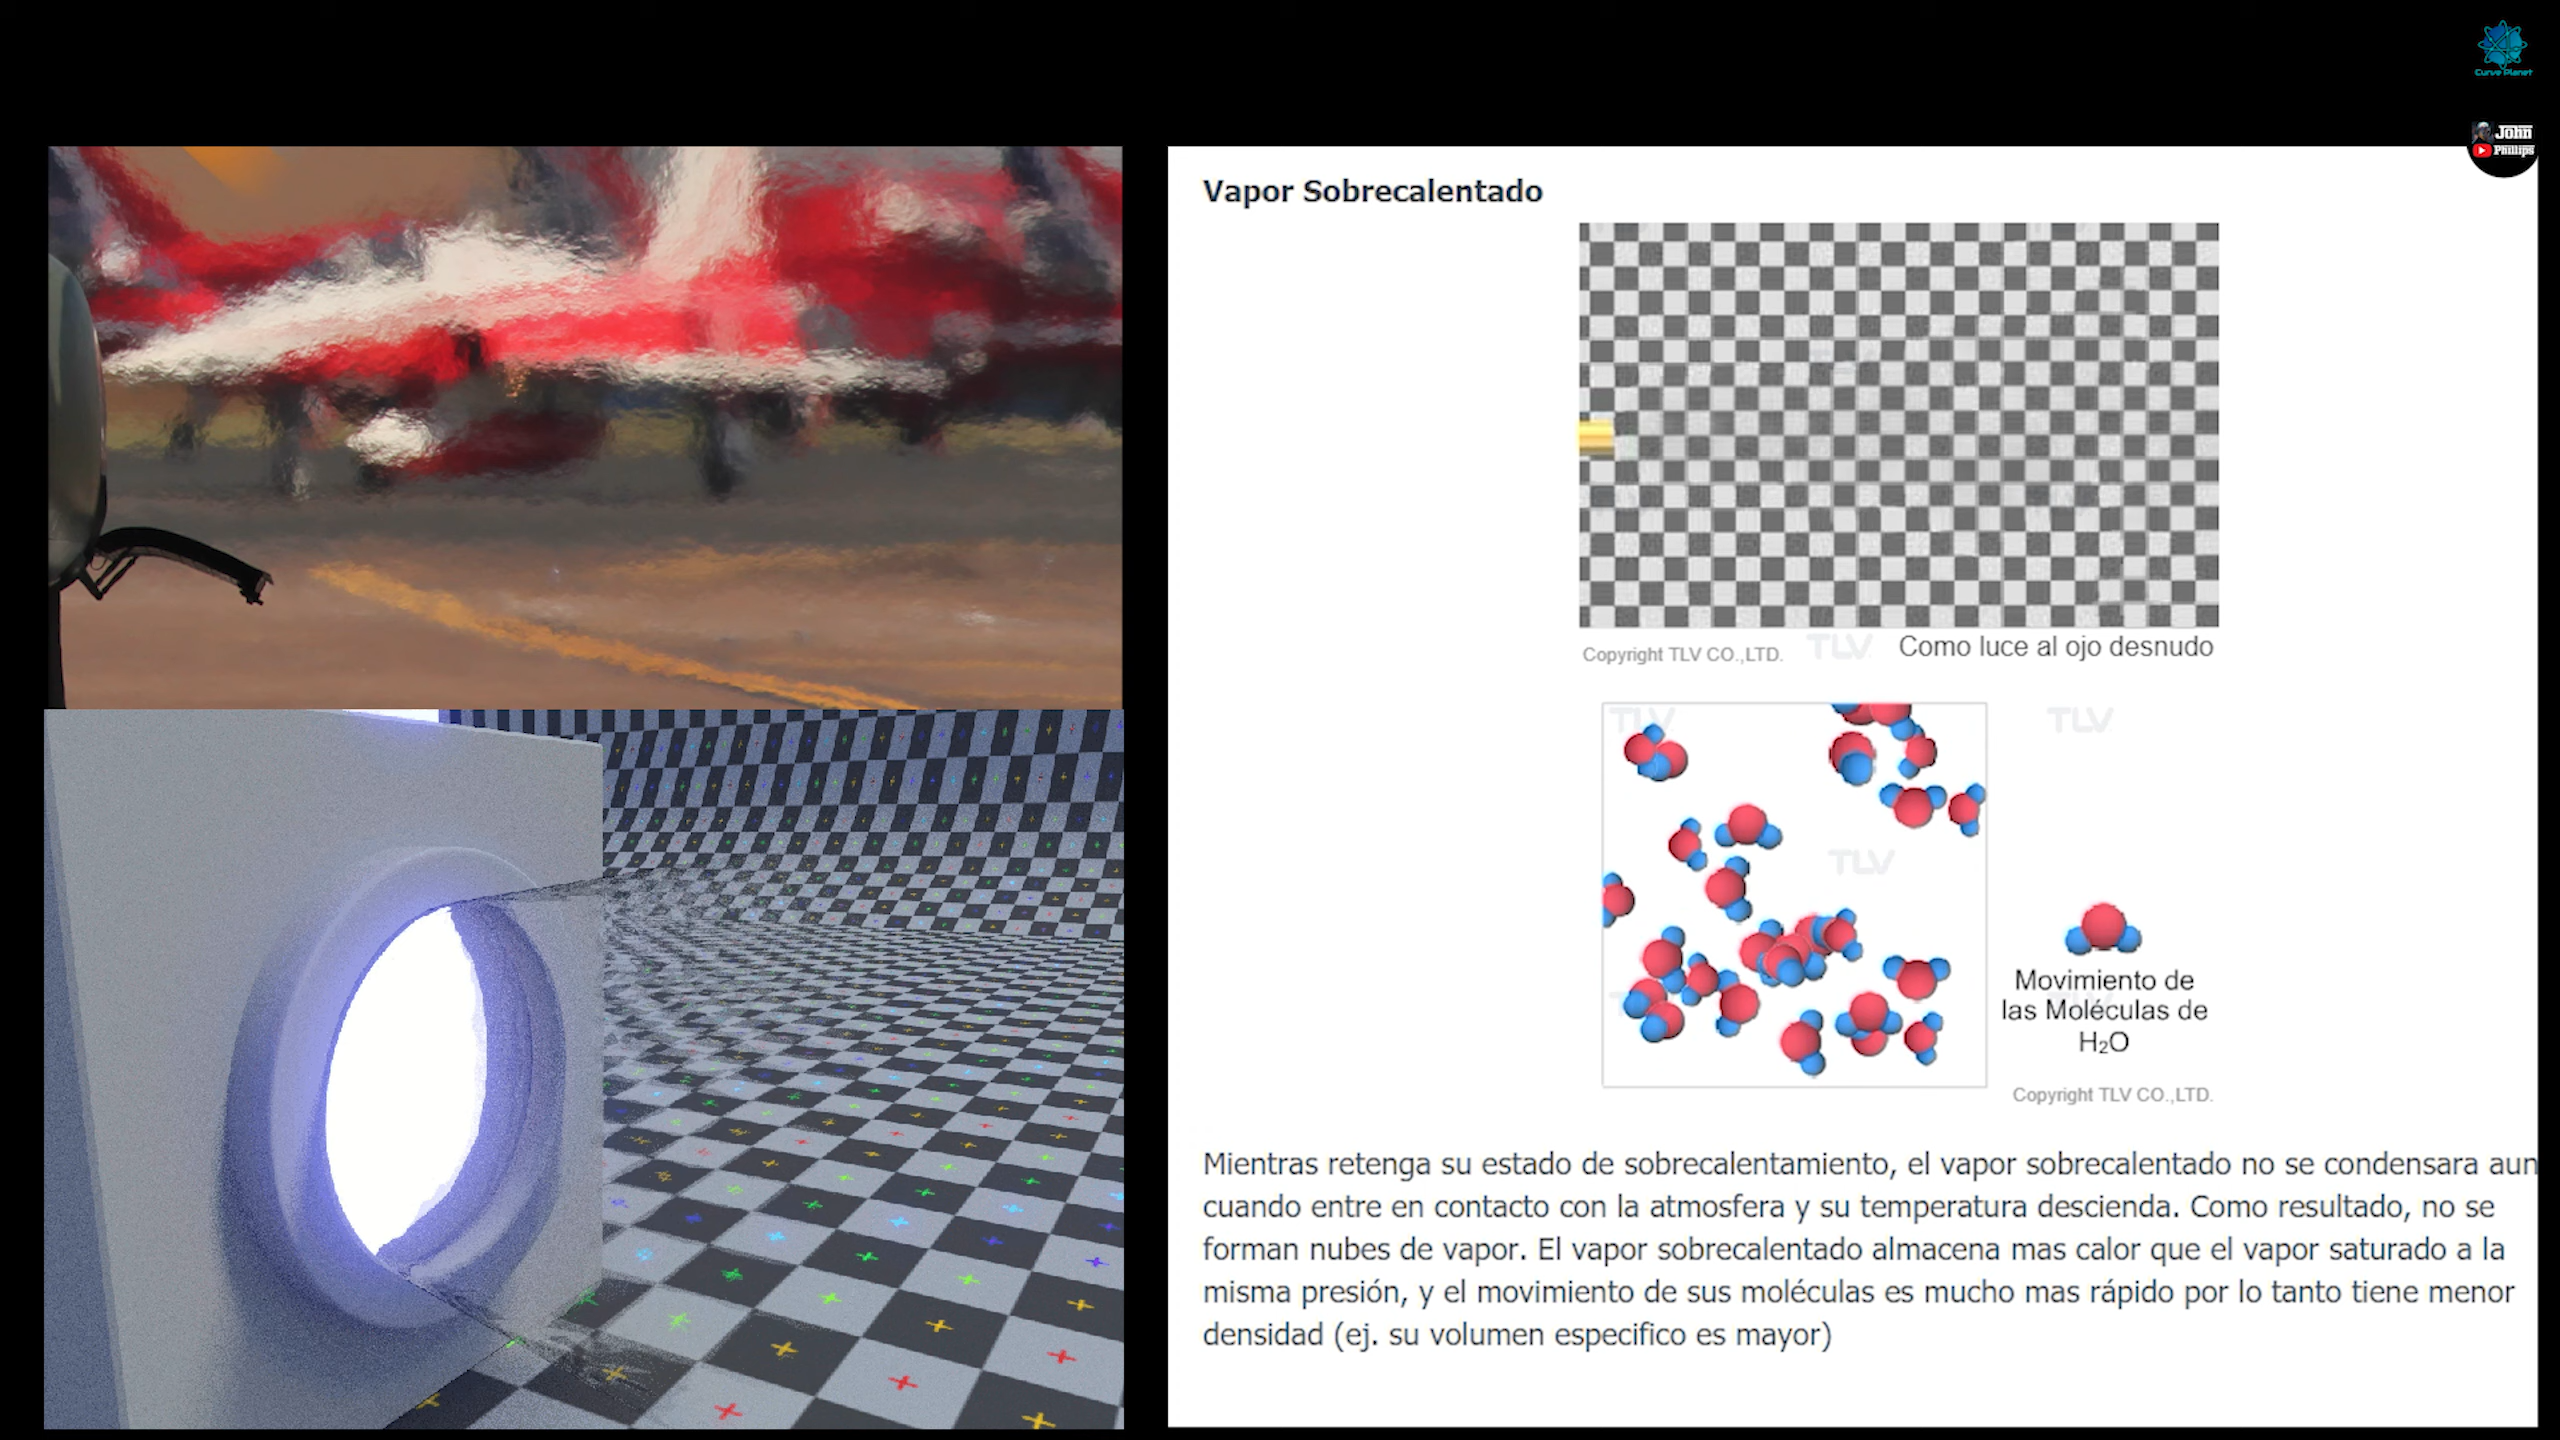 Curve Planet
John
Phillips
Vapor Sobrecalentado
Copyright TLV CO.,LTD.
TLV
Como luce al ojo desnudo
TLV
TLV
TLV
Movimiento de
las Moléculas de
H₂O
Copyright TLV CO.,LTD.
Mientras retenga su estado de sobrecalentamiento, el vapor sobrecalentado no se condensara aun
cuando entre en contacto con la atmosfera y su temperatura descienda. Como resultado, no se
forman nubes de vapor. El vapor sobrecalentado almacena mas calor que el vapor saturado a la
misma presión, y el movimiento de sus moléculas es mucho mas rápido por lo tanto tiene menor
densidad (ej. su volumen especifico es mayor)